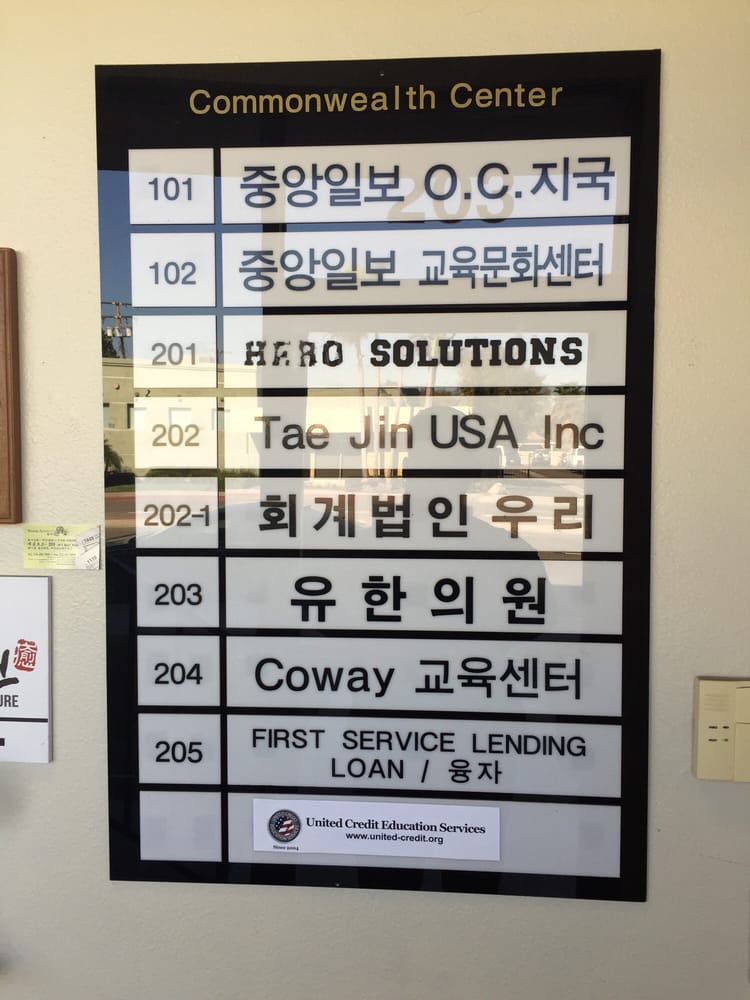 Commonwealth Center
101 중앙일보 O.C.지국
102 중앙일보 교육문화센터
201 HERO SOLUTIONS
202 Tae Jin USA Inc
202-1 회계법인 우리
203 유한의원
204 Coway 교육센터
205 FIRST SERVICE LENDING
LOAN / 융자
United Credit Education Services
www.united-credit.org
Since 2004
URE